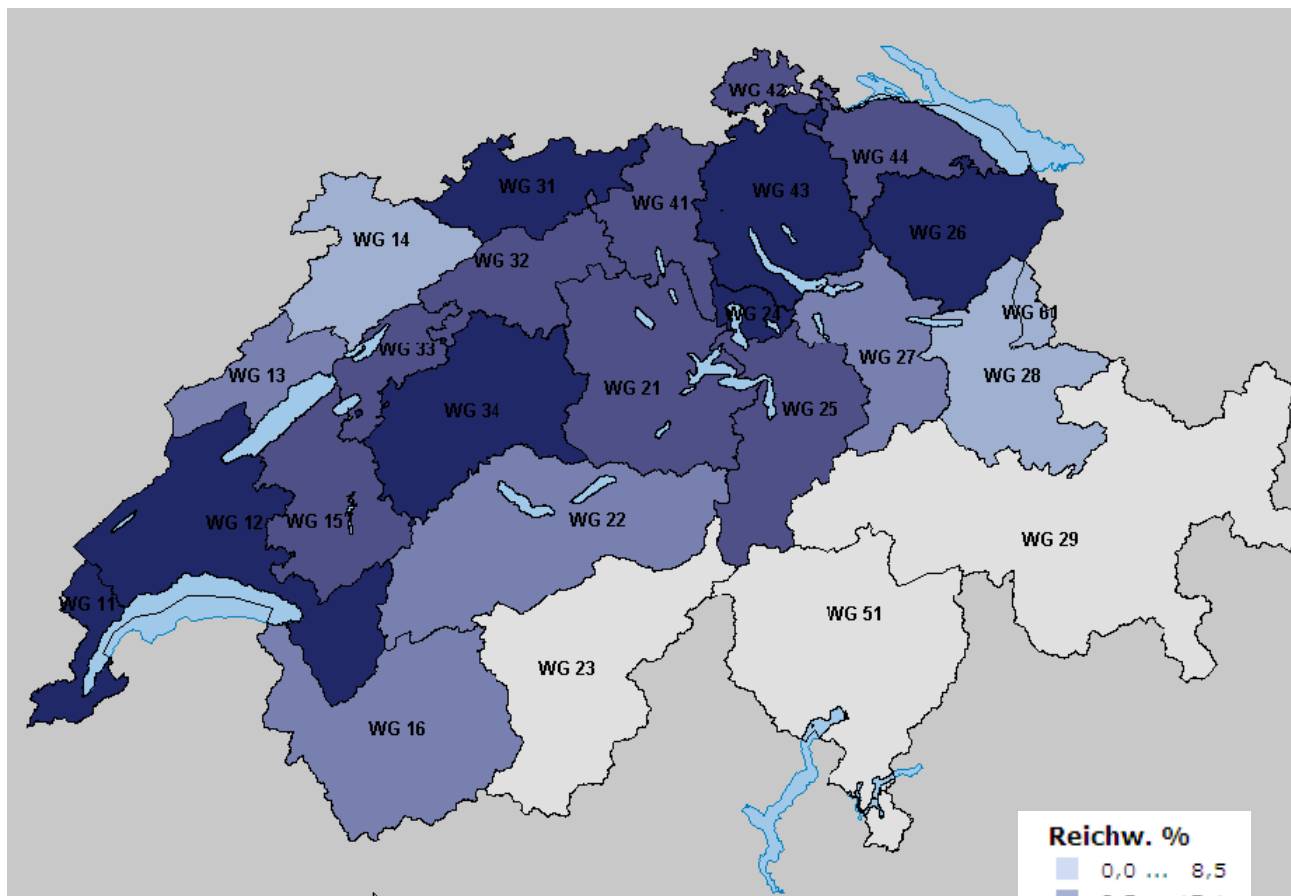 WG 42
WG 44
WG 31
WG 43
WG 41
WG 26
WG 14
WG 32
WG 24
WG 61
WG 33
WG 27
WG 13
WG 28
WG 21
WG 25
WG 34
WG 12
WG 15
WG 22
WG 29
WG 11
WG 51
WG 23
WG 16
Reichw. %
0,0 ... 8,5